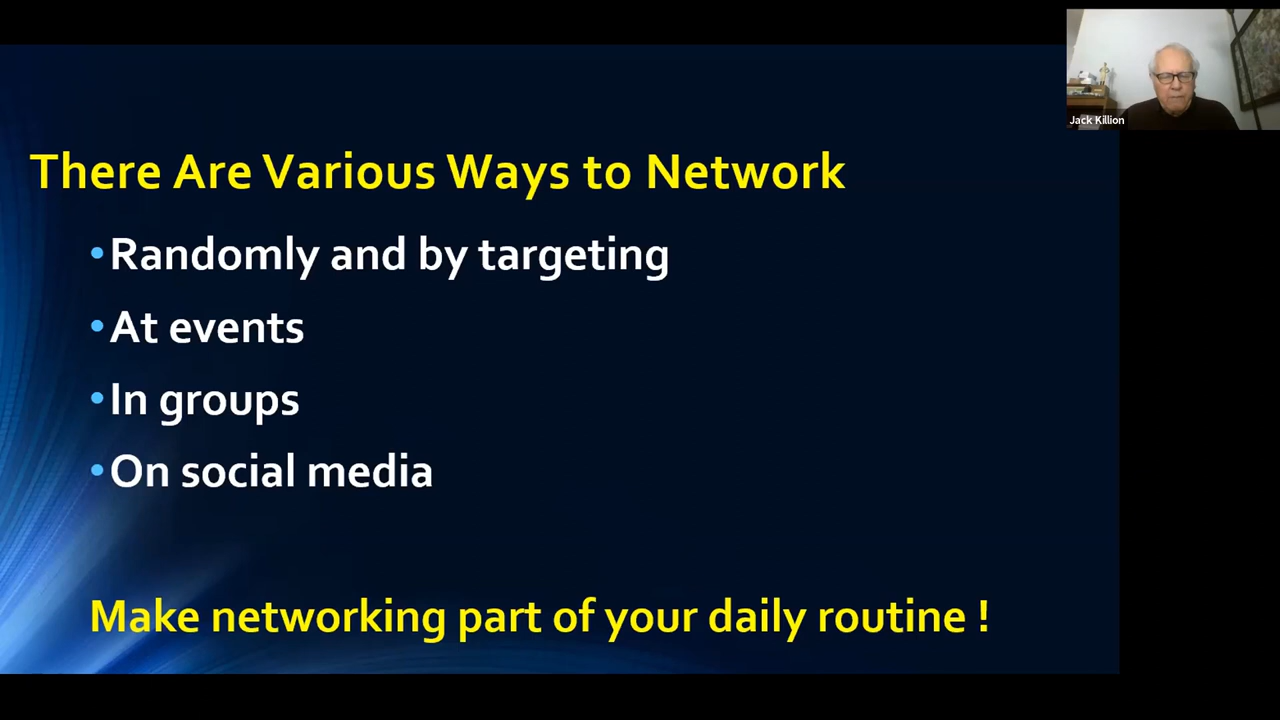 Jack Killion
There Are Various Ways to Network
• Randomly and by targeting
• At events
• In groups
• On social media
Make networking part of your daily routine !